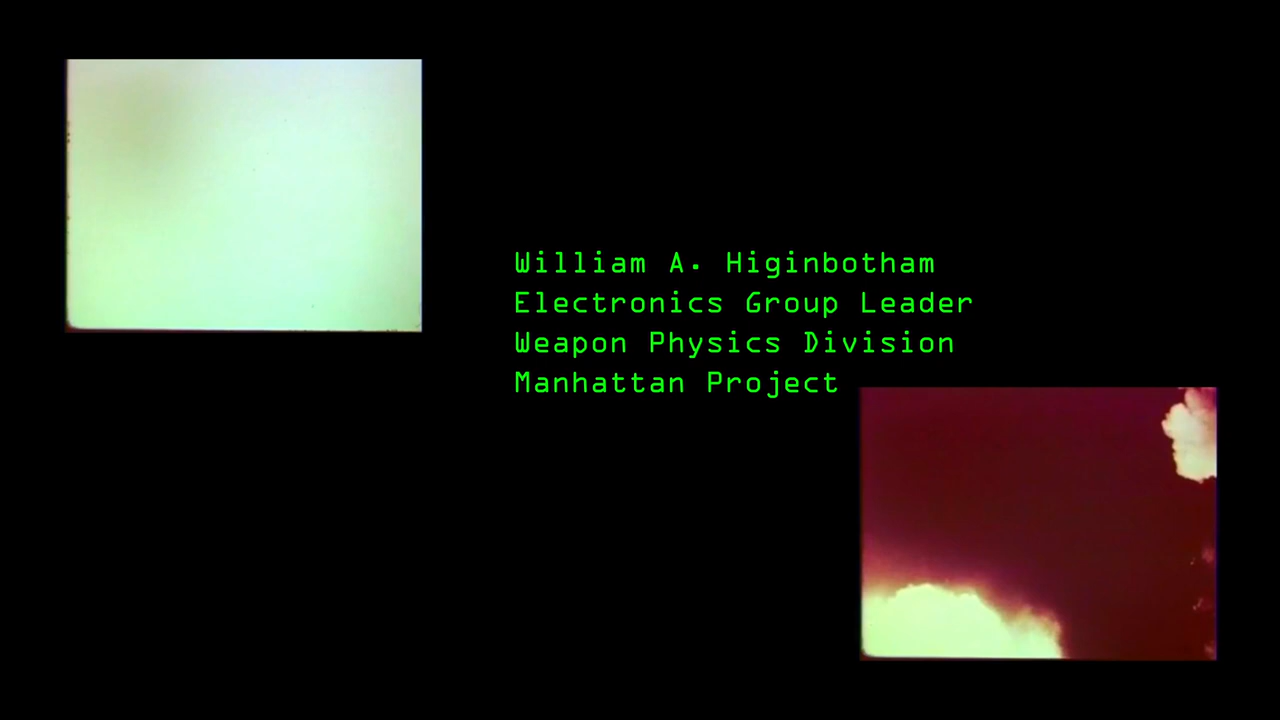 William A. Higinbotham
Electronics Group Leader
Weapon Physics Division
Manhattan Project